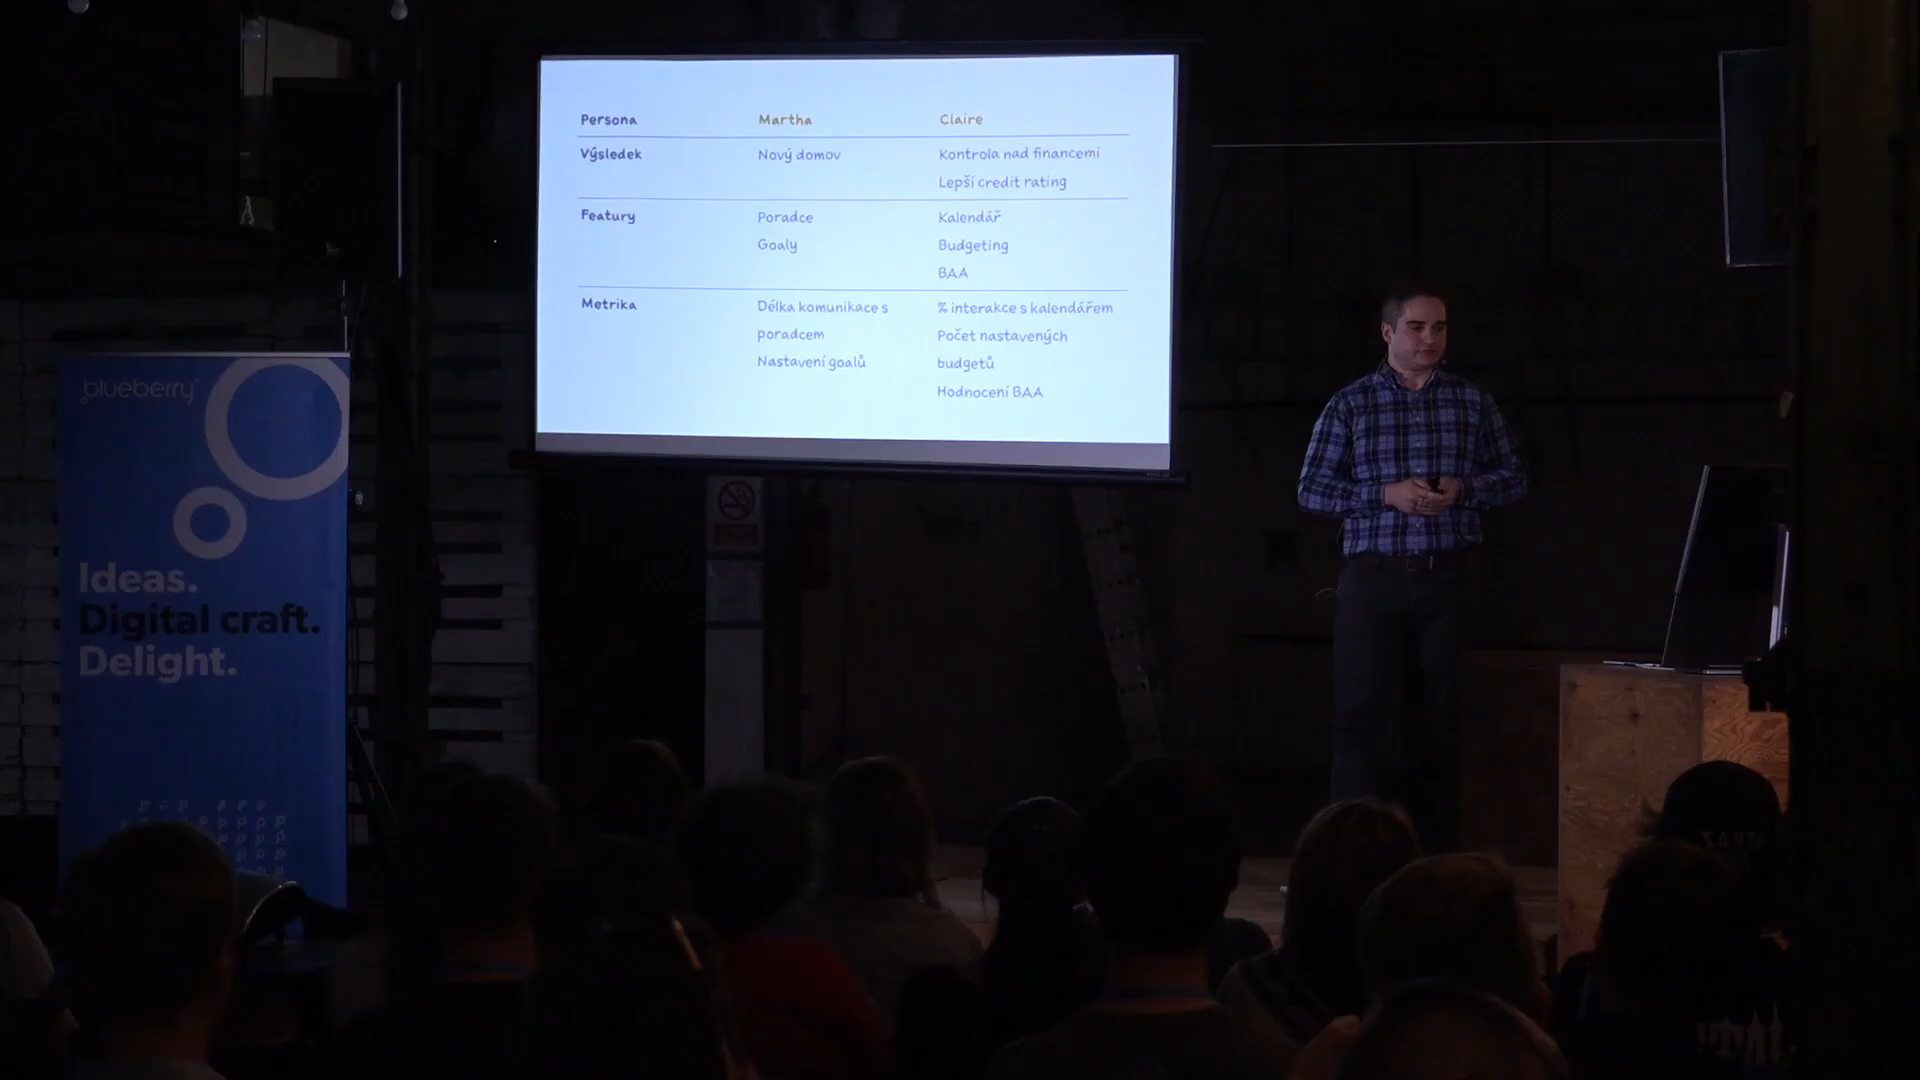 Persona Martha Claire
Výsledek Nový domov Kontrola nad financemi
Lepší credit rating
Featury Poradce Kalendář
Goaly Budgeting
BAA
Metrika Délka komunikace s % interakce s kalendářem
poradcem Počet nastavených
Nastavení goalů budgetů
Hodnocení BAA
blueberry
Ideas.
Digital craft.
Delight.